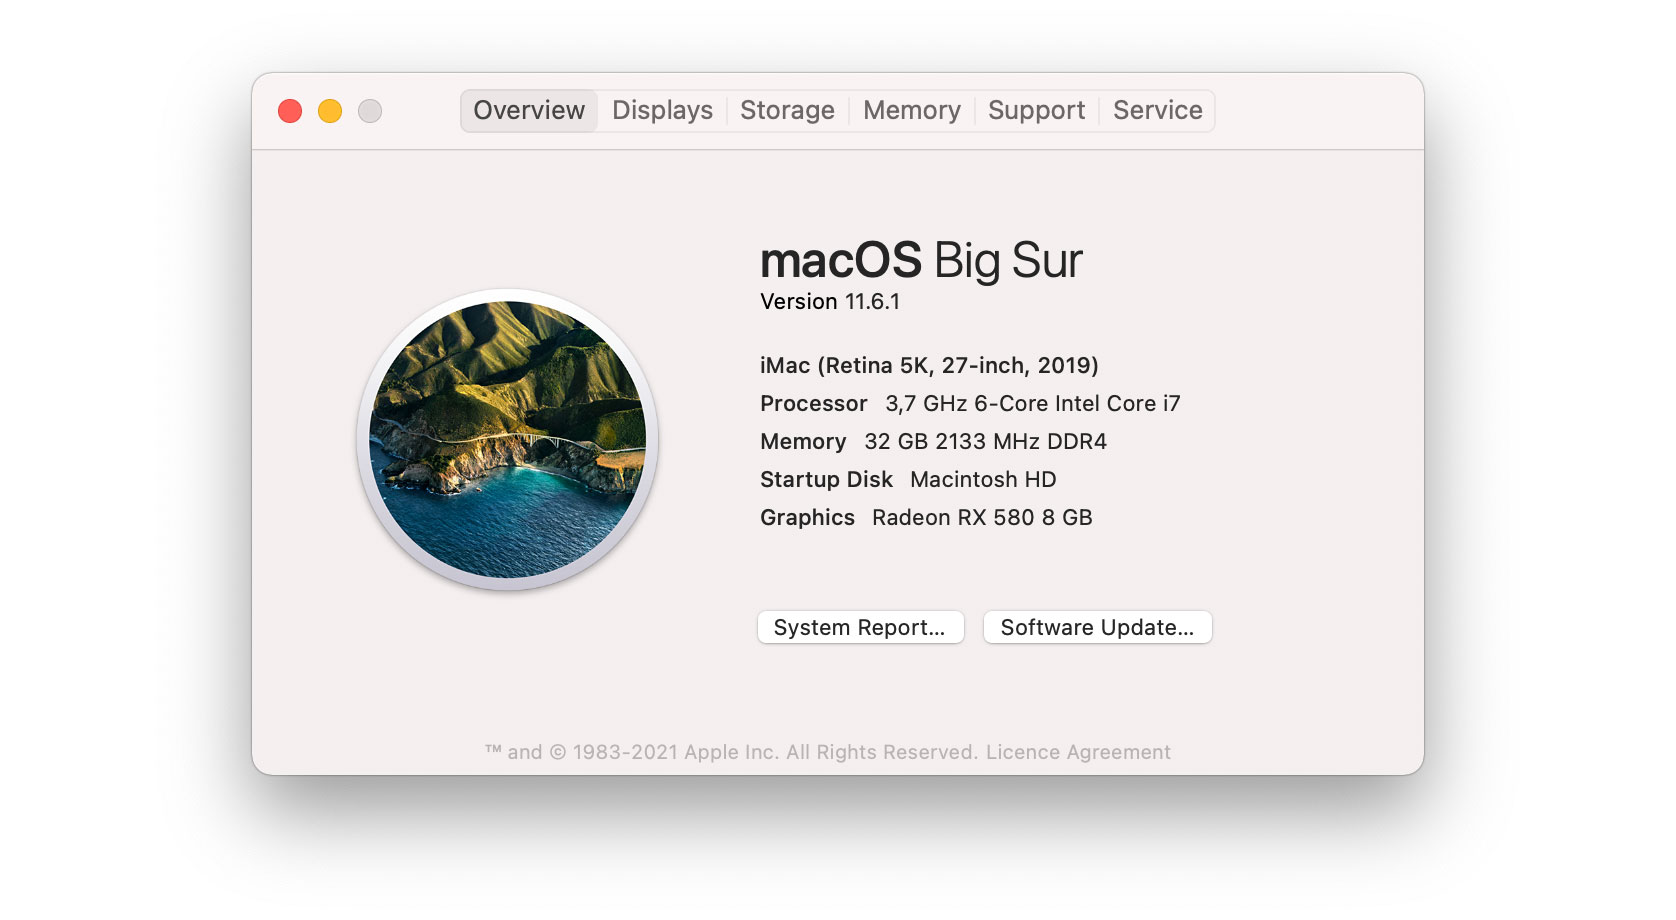 Overview Displays Storage Memory Support Service
macOS Big Sur
Version 11.6.1
iMac (Retina 5K, 27-inch, 2019)
Processor 3,7 GHz 6-Core Intel Core i7
Memory 32 GB 2133 MHz DDR4
Startup Disk Macintosh HD
Graphics Radeon RX 580 8 GB
System Report... Software Update...
™ and © 1983-2021 Apple Inc. All Rights Reserved. Licence Agreement